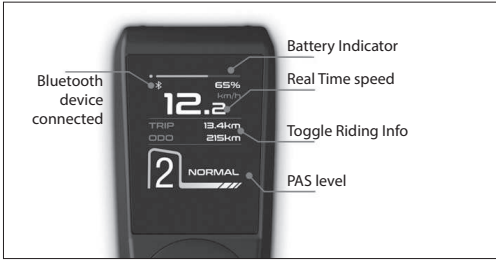 Battery Indicator
Real Time speed
Bluetooth
device
connected
65%
km/h
12.2
TRIP 13.4km
ODO 215km
Toggle Riding Info
2 NORMAL
PAS level